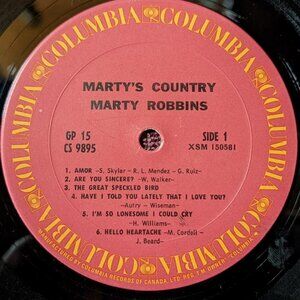 COLUMBIA COLUMBIA COLUMBIA COLUMBIA COLUMBIA COLUMBIA
MARTY'S COUNTRY
MARTY ROBBINS
GP 15 SIDE 1
CS 9895 XSM 150581
1. AMOR -S. Skylar - R. L. Mendez - G. Ruiz-
2. ARE YOU SINCERE? - W. Walker-
3. THE GREAT SPECKLED BIRD
4. HAVE I TOLD YOU LATELY THAT I LOVE YOU?
-Autry - Wiseman-
5. I'M SO LONESOME I COULD CRY
-H. Williams-
6. HELLO HEARTACHE -M. Cordell -
J. Beard-
MANUFACTURED BY COLUMBIA RECORDS OF CANADA, LTD.